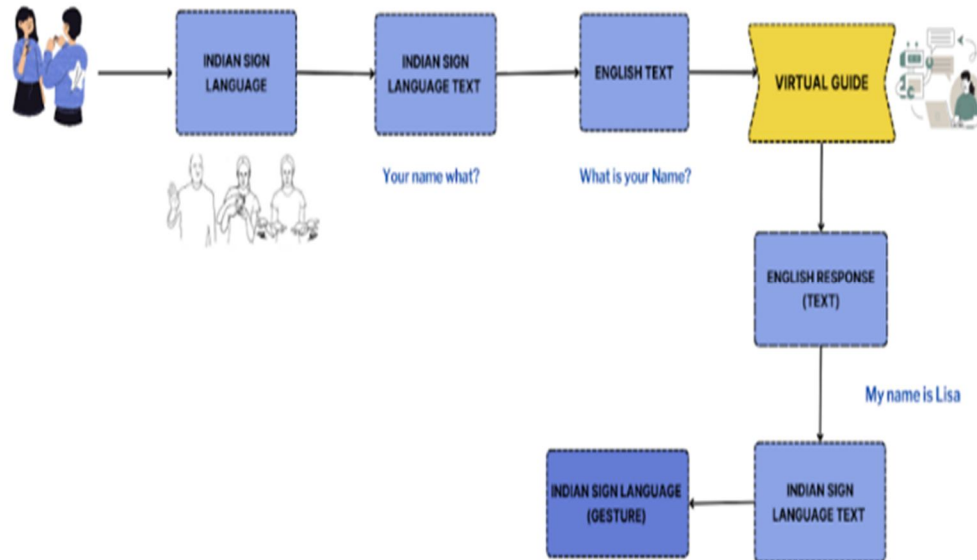 INDIAN SIGN
LANGUAGE
INDIAN SIGN
LANGUAGE TEXT
ENGLISH TEXT
VIRTUAL GUIDE
Your name what?
What is your Name?
ENGLISH RESPONSE
(TEXT)
My name is Lisa
INDIAN SIGN LANGUAGE
(GESTURE)
INDIAN SIGN
LANGUAGE TEXT